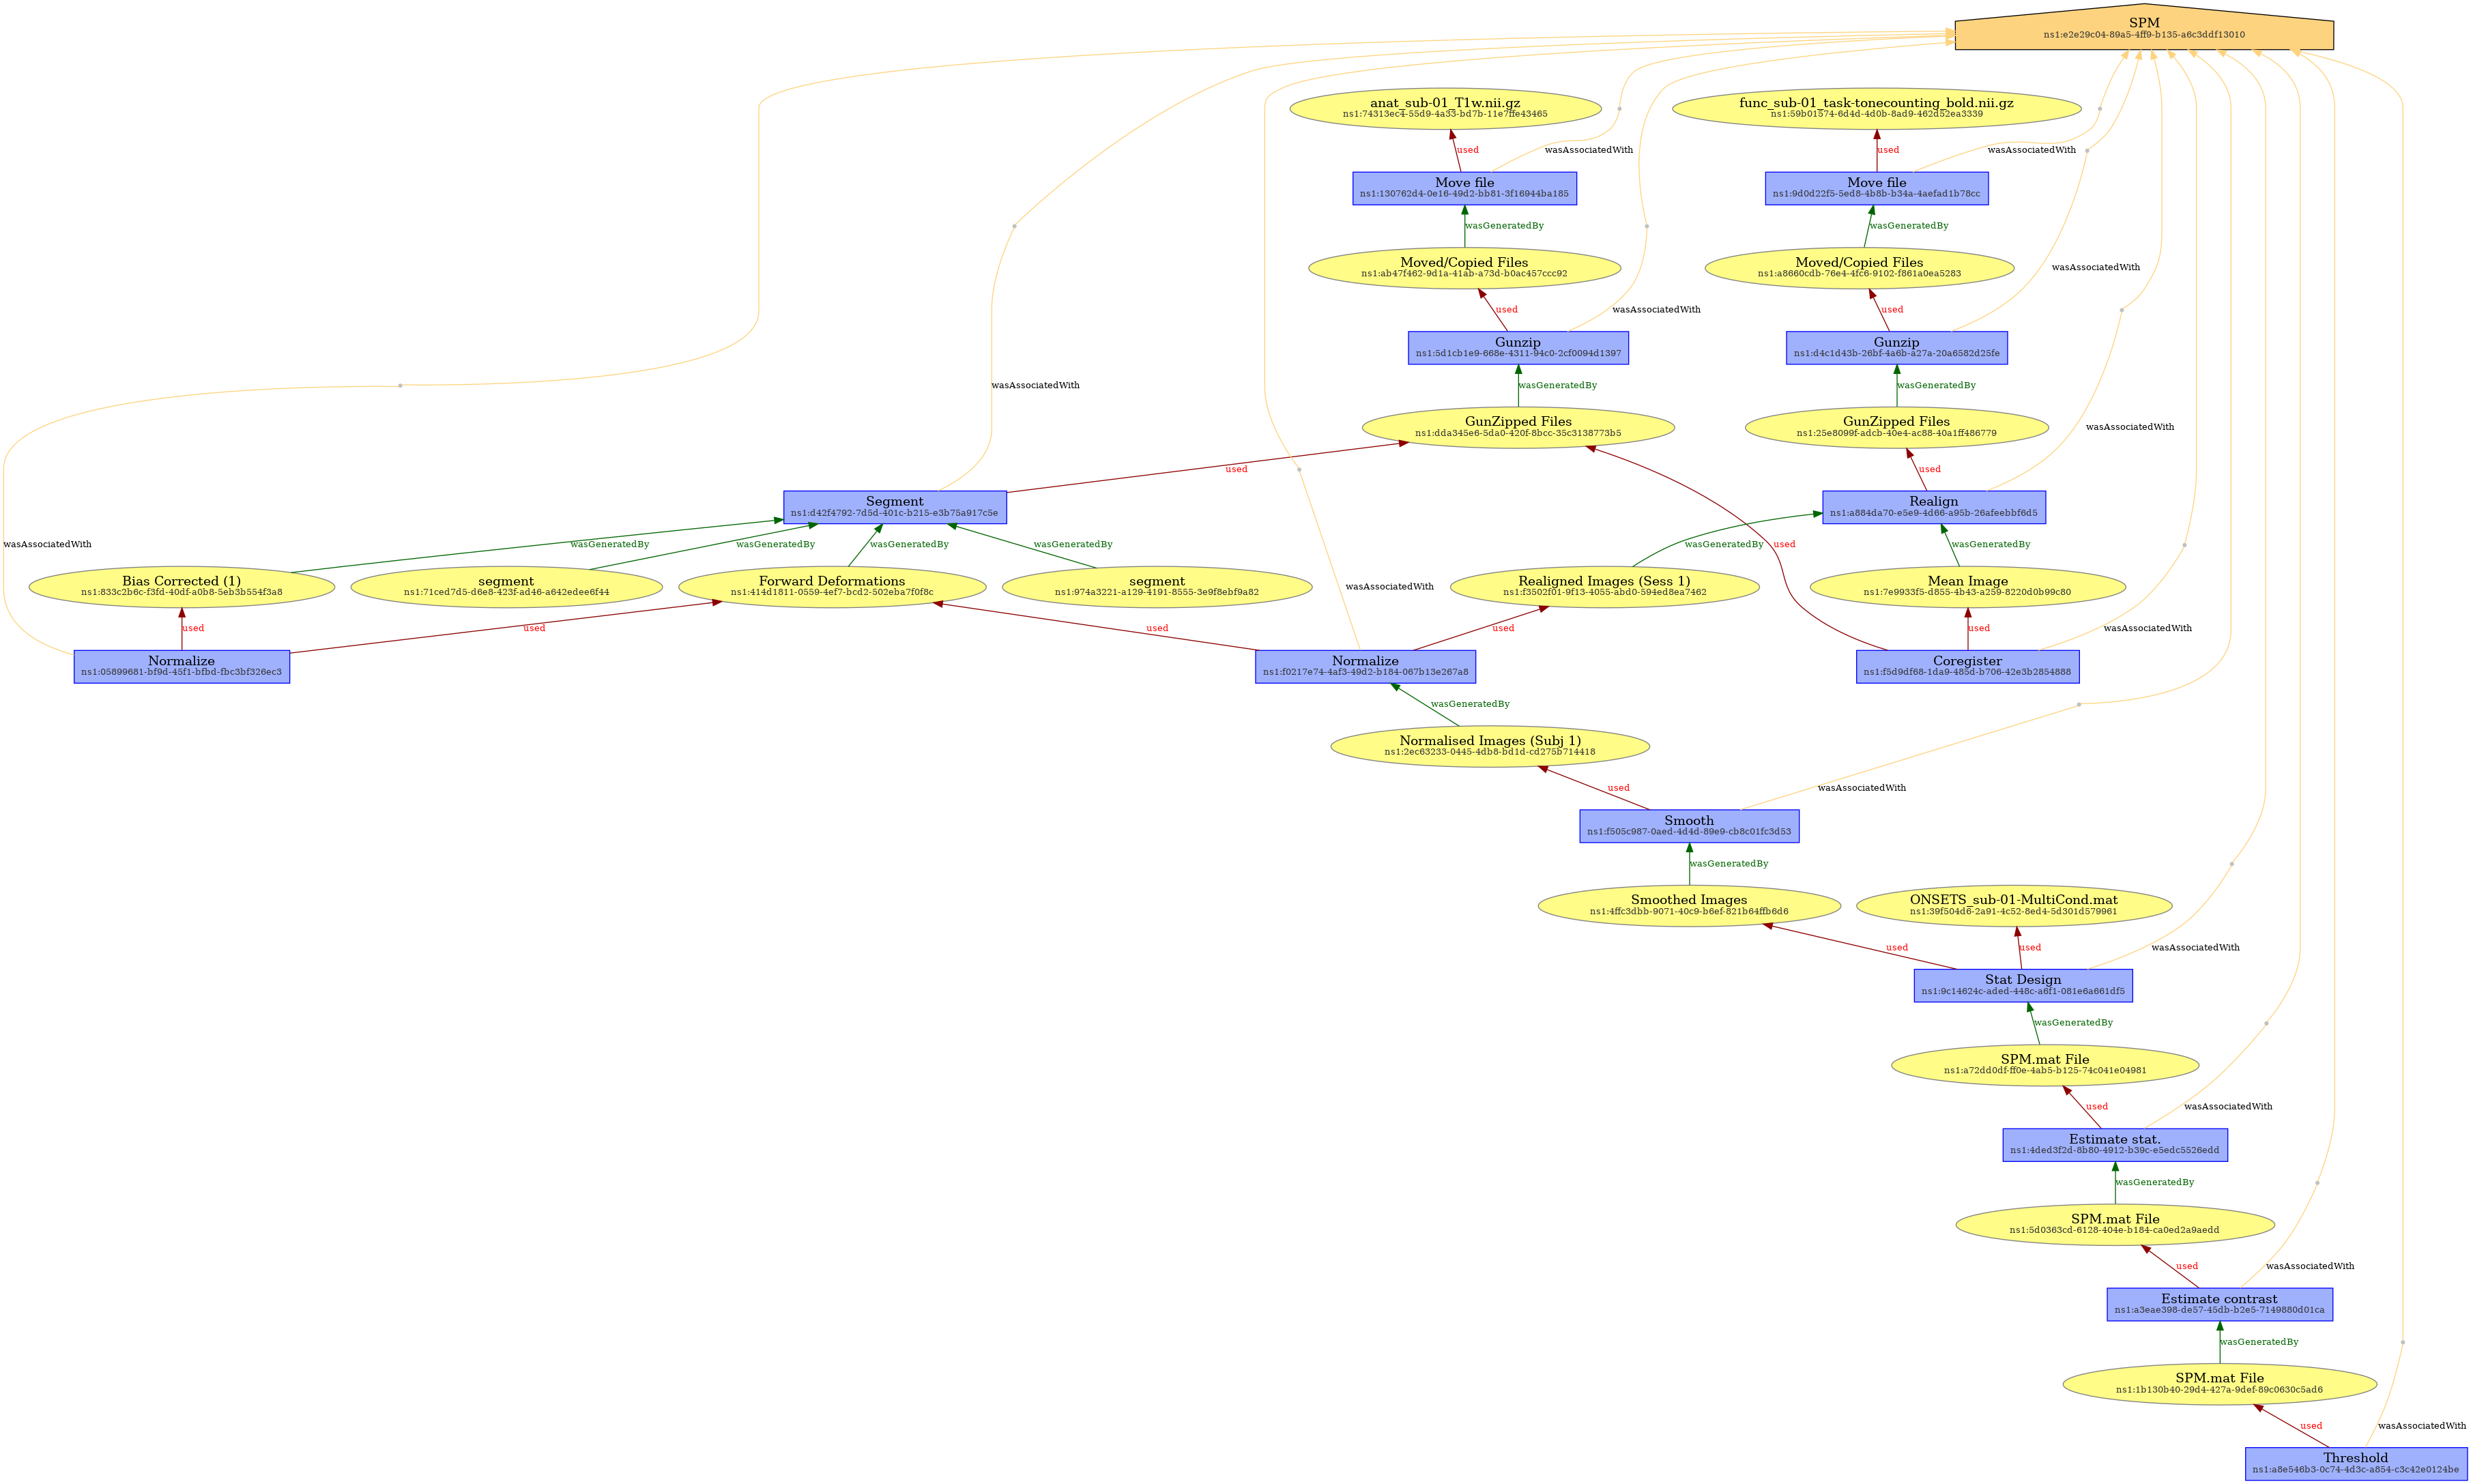 SPM
ns1:e2e29c04-89a5-4ff9-b135-a6c3ddf13010
anat_sub-01_T1w.nii.gz
ns1:74313ec4-55d9-4a33-bd7b-11e7ffe43465
func_sub-01_task-tonecounting_bold.nii.gz
ns1:59b01574-6d4d-4d0b-8ad9-462d52ea3339
used
wasAssociatedWith
used
wasAssociatedWith
Move file
ns1:130762d4-0e16-49d2-bb81-3f16944ba185
Move file
ns1:9d0d22f5-5ed8-4b8b-b34a-4aefad1b78cc
wasGeneratedBy
wasGeneratedBy
Moved/Copied Files
ns1:ab47f462-9d1a-41ab-a73d-b0ac457ccc92
Moved/Copied Files
ns1:a8660cdb-76e4-4fc6-9102-f861a0ea5283
wasAssociatedWith
used
wasAssociatedWith
used
Gunzip
ns1:5d1cb1e9-668e-4311-94c0-2cf0094d1397
Gunzip
ns1:d4c1d43b-26bf-4a6b-a27a-20a6582d25fe
wasAssociatedWith
wasGeneratedBy
wasGeneratedBy
GunZipped Files
ns1:dda345e6-5da0-420f-8bcc-35c3138773b5
GunZipped Files
ns1:25e8099f-adcb-40e4-ac88-40a1ff486779
wasAssociatedWith
used
used
Segment
ns1:d42f4792-7d5d-401c-b215-e3b75a917c5e
Realign
ns1:a884da70-e5e9-4d66-a95b-26afeebbf6d5
wasAssociatedWith
wasGeneratedBy
wasGeneratedBy
wasGeneratedBy
wasGeneratedBy
wasGeneratedBy
used
wasGeneratedBy
Bias Corrected (1)
ns1:833c2b6c-f3fd-40df-a0b8-5eb3b554f3a8
segment
ns1:71ced7d5-d6e8-423f-ad46-a642edee6f44
Forward Deformations
ns1:414d1811-0559-4ef7-bcd2-502eba7f0f8c
segment
ns1:974a3221-a129-4191-8555-3e9f8ebf9a82
Realigned Images (Sess 1)
ns1:f3502f01-9f13-4055-abd0-594ed8ea7462
Mean Image
ns1:7e9933f5-d855-4b43-a259-8220d0b99c80
wasAssociatedWith
used
used
used
used
used
wasAssociatedWith
Normalize
ns1:05899681-bf9d-45f1-bfbd-fbc3bf326ec3
Normalize
ns1:f0217e74-4af3-49d2-b184-067b13e267a8
Coregister
ns1:f5d9df68-1da9-485d-b706-42e3b2854888
wasGeneratedBy
Normalised Images (Subj 1)
ns1:2ec63233-0445-4db8-bd1d-cd275b714418
used
wasAssociatedWith
Smooth
ns1:f505c987-0aed-4d4d-89e9-cb8c01fc3d53
wasGeneratedBy
Smoothed Images
ns1:4ffc3dbb-9071-40c9-b6ef-821b64ffb6d6
ONSETS_sub-01-MultiCond.mat
ns1:39f504d6-2a91-4c52-8ed4-5d301d579961
used
used
wasAssociatedWith
Stat Design
ns1:9c14624c-aded-448c-a6f1-081e6a661df5
wasGeneratedBy
SPM.mat File
ns1:a72dd0df-ff0e-4ab5-b125-74c041e04981
used
wasAssociatedWith
Estimate stat.
ns1:4ded3f2d-8b80-4912-b39c-e5edc5526edd
wasGeneratedBy
SPM.mat File
ns1:5d0363cd-6128-404e-b184-ca0ed2a9aedd
used
wasAssociatedWith
Estimate contrast
ns1:a3eae398-de57-45db-b2e5-7149880d01ca
wasGeneratedBy
SPM.mat File
ns1:1b130b40-29d4-427a-9def-89c0630c5ad6
used
wasAssociatedWith
Threshold
ns1:a8e546b3-0c74-4d3c-a854-c3c42e0124be